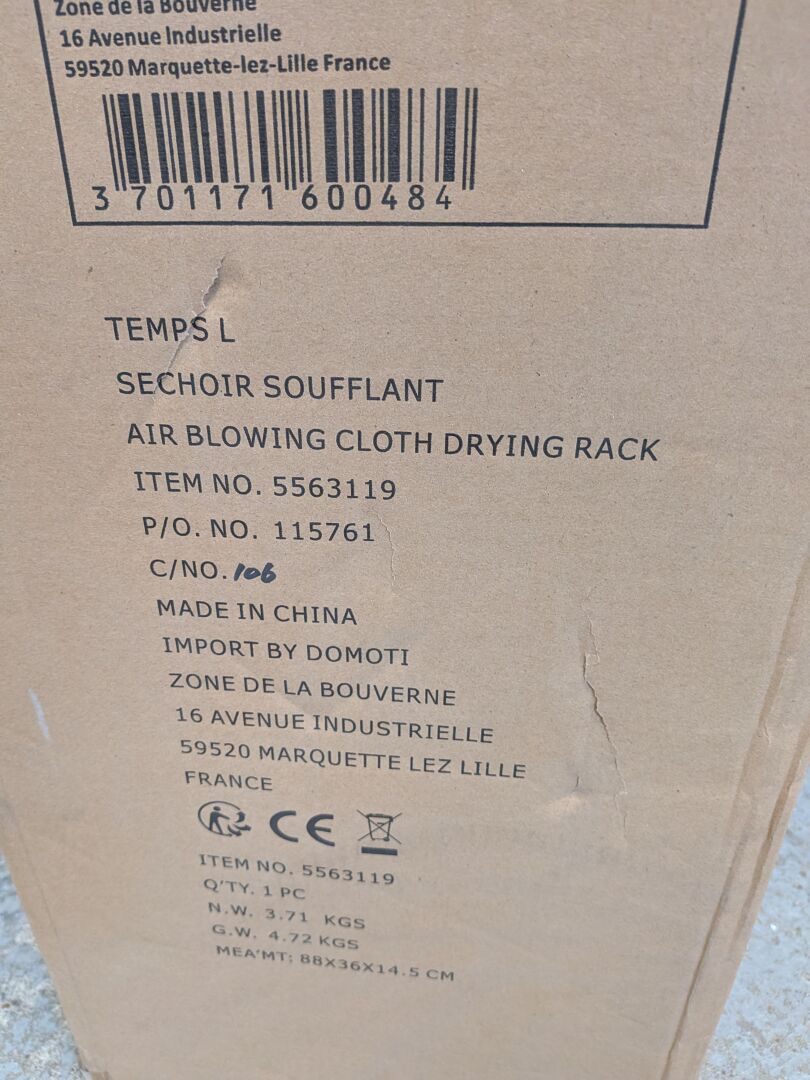 Zone de la Bouverne
16 Avenue Industrielle
59520 Marquette-lez-Lille France
3 701171 600484
TEMPS L
SECHOIR SOUFFLANT
AIR BLOWING CLOTH DRYING RACK
ITEM NO. 5563119
P/O. NO. 115761
C/NO. 106
MADE IN CHINA
IMPORT BY DOMOTI
ZONE DE LA BOUVERNE
16 AVENUE INDUSTRIELLE
59520 MARQUETTE LEZ LILLE
FRANCE
CE
ITEM NO. 5563119
Q'TY. 1 PC
N.W. 3.71 KGS
G.W. 4.72 KGS
MEA'MT: 88X36X14.5 CM